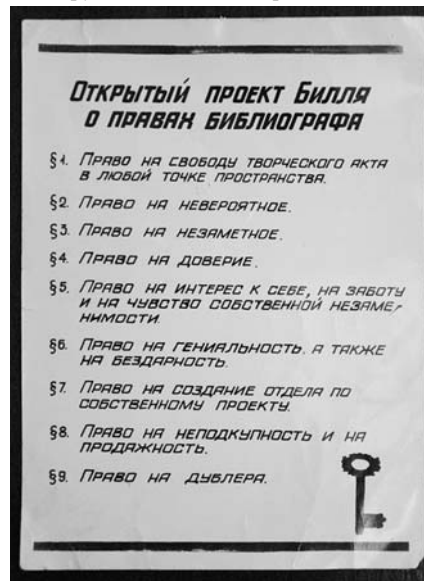 Открытый проект Билля
о правах библиографа
§1. Право на свободу творческого акта
в любой точке пространства.
§2. Право на невероятное.
§3. Право на незаметное.
§4. Право на доверие.
§5. Право на интерес к себе, на заботу
и на чувство собственной незаме-
нимости.
§6. Право на гениальность, а также
на бездарность.
§7. Право на создание отдела по
собственному проекту.
§8. Право на неподкупность и на
продажность.
§9. Право на дублера.